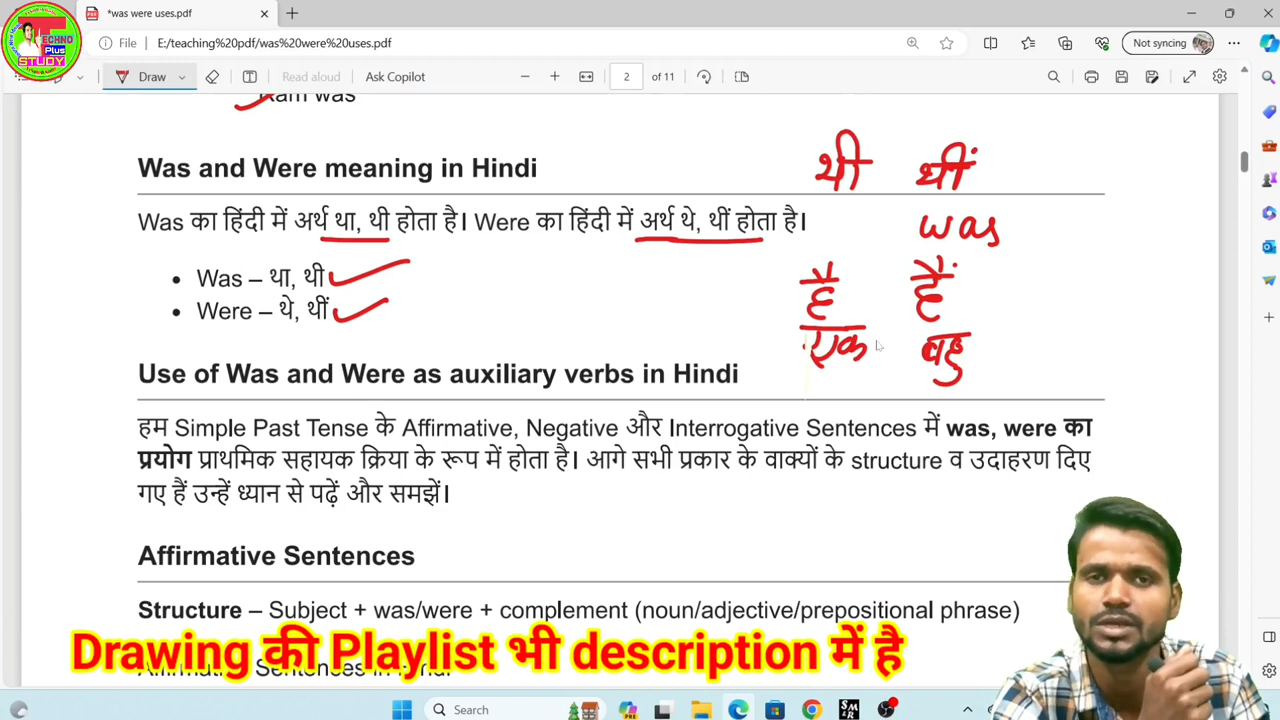 *was were uses.pdf
TECHNO
Plus
STUDY
File E:/teaching%20pdf/was%20were%20uses.pdf Not syncing
Draw Read aloud Ask Copilot 2 of 11
Ram was
थी थीं
Was and Were meaning in Hindi
Was का हिंदी में अर्थ था, थी होता है। Were का हिंदी में अर्थ थे, थीं होता है।
was
Was – था, थी
है हैं
Were – थे, थीं
एक बहु
Use of Was and Were as auxiliary verbs in Hindi
हम Simple Past Tense के Affirmative, Negative और Interrogative Sentences में was, were का
प्रयोग प्राथमिक सहायक क्रिया के रूप में होता है। आगे सभी प्रकार के वाक्यों के structure व उदाहरण दिए
गए हैं उन्हें ध्यान से पढ़ें और समझें।
Affirmative Sentences
Structure – Subject + was/were + complement (noun/adjective/prepositional phrase)
Drawing की Playlist भी description में है
Search